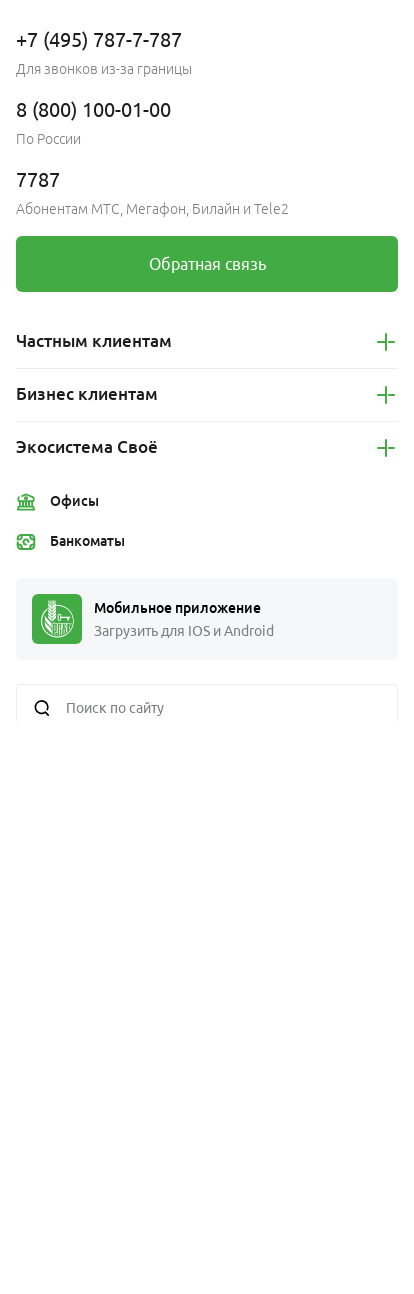 +7 (495) 787-7-787
Для звонков из-за границы
8 (800) 100-01-00
По России
7787
Абонентам МТС, Мегафон, Билайн и Tele2
Обратная связь
Частным клиентам
Бизнес клиентам
Экосистема Своё
Офисы
Банкоматы
Мобильное приложение
Загрузить для IOS и Android
Поиск по сайту